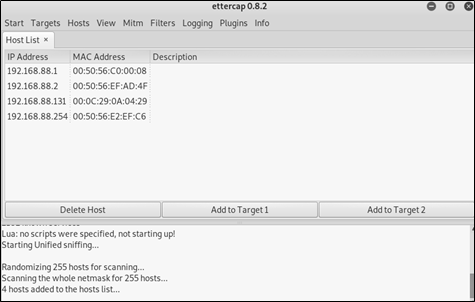 ettercap 0.8.2
Start Targets Hosts View Mitm Filters Logging Plugins Info
Host List ×
IP Address MAC Address Description
192.168.88.1 00:50:56:C0:00:08
192.168.88.2 00:50:56:EF:AD:4F
192.168.88.131 00:0C:29:0A:04:29
192.168.88.254 00:50:56:E2:EF:C6
Delete Host Add to Target 1 Add to Target 2
Lua: no scripts were specified, not starting up!
Starting Unified sniffing...
Randomizing 255 hosts for scanning...
Scanning the whole netmask for 255 hosts...
4 hosts added to the hosts list...